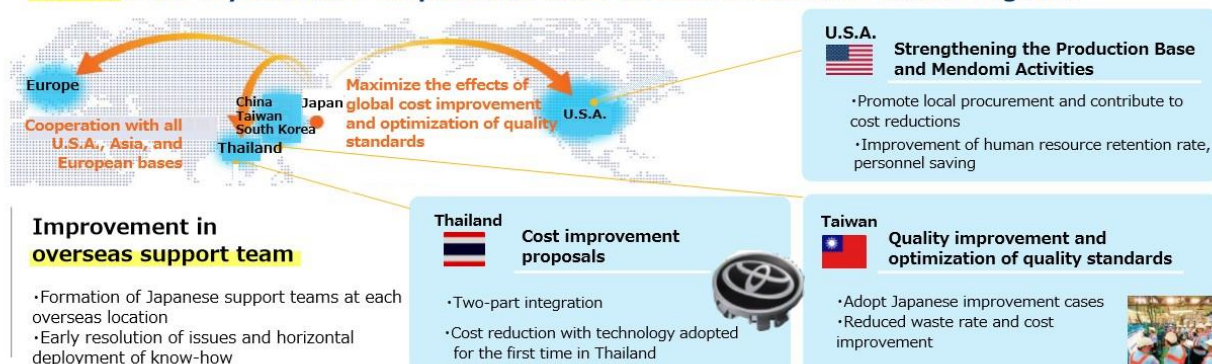 Europe
Cooperation with all
U.S.A., Asia, and
European bases
China
Taiwan
South Korea
Japan
Thailand
Maximize the effects of
global cost improvement
and optimization of quality
standards
U.S.A.
U.S.A.
Strengthening the Production Base
and Mendomi Activities
・Promote local procurement and contribute to
cost reductions
・Improvement of human resource retention rate,
personnel saving
Improvement in
overseas support team
・Formation of Japanese support teams at each
overseas location
・Early resolution of issues and horizontal
deployment of know-how
Thailand
Cost improvement
proposals
・Two-part integration
・Cost reduction with technology adopted
for the first time in Thailand
Taiwan
Quality improvement and
optimization of quality standards
・Adopt Japanese improvement cases
・Reduced waste rate and cost
improvement